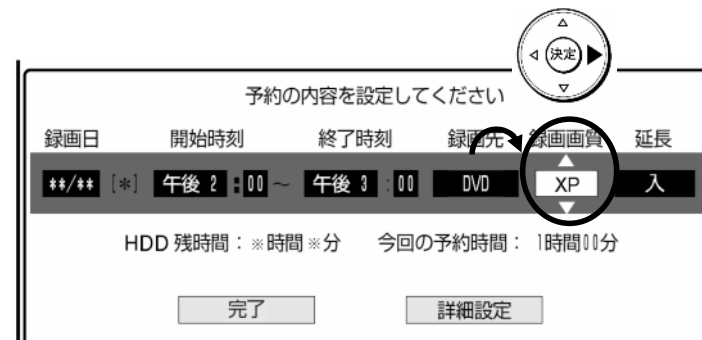 決定
予約の内容を設定してください
録画日 開始時刻 終了時刻 録画先 録画画質 延長
**/** [*] 午後 2:00 ～ 午後 3:00 DVD XP 入
HDD 残時間：※時間※分 今回の予約時間： 1時間00分
完了 詳細設定